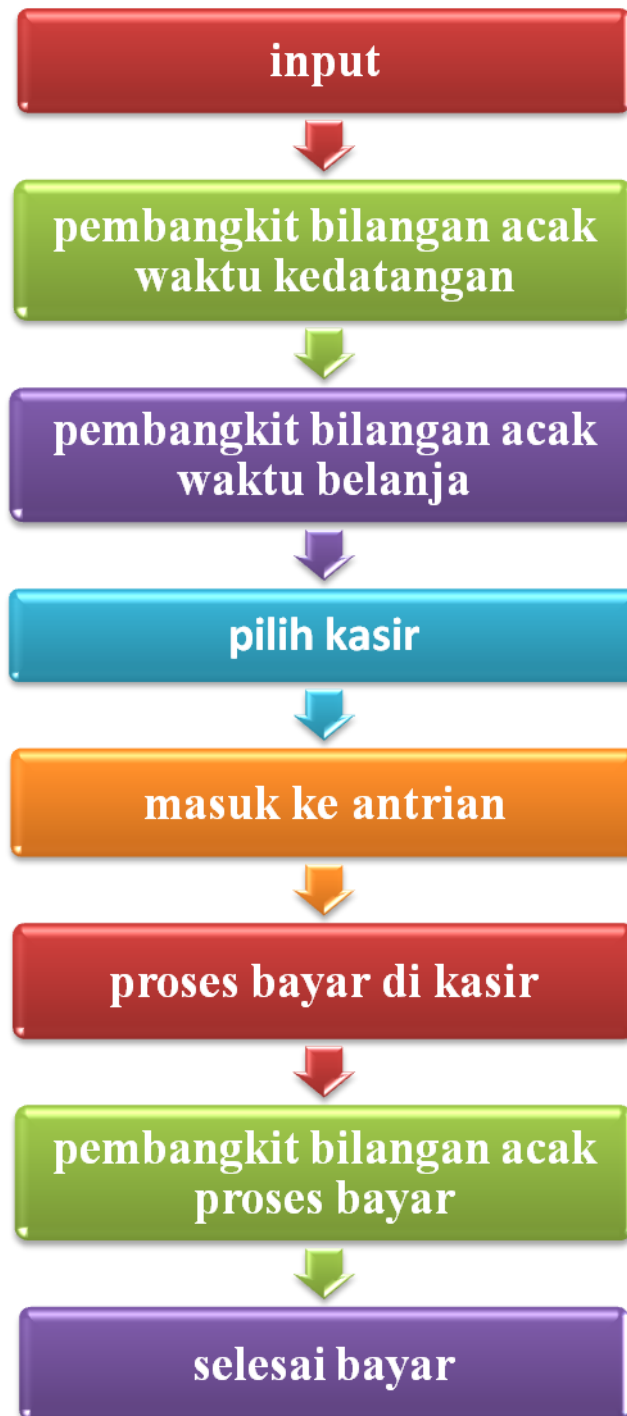 input
pembangkit bilangan acak
waktu kedatangan
pembangkit bilangan acak
waktu belanja
pilih kasir
masuk ke antrian
proses bayar di kasir
pembangkit bilangan acak
proses bayar
selesai bayar